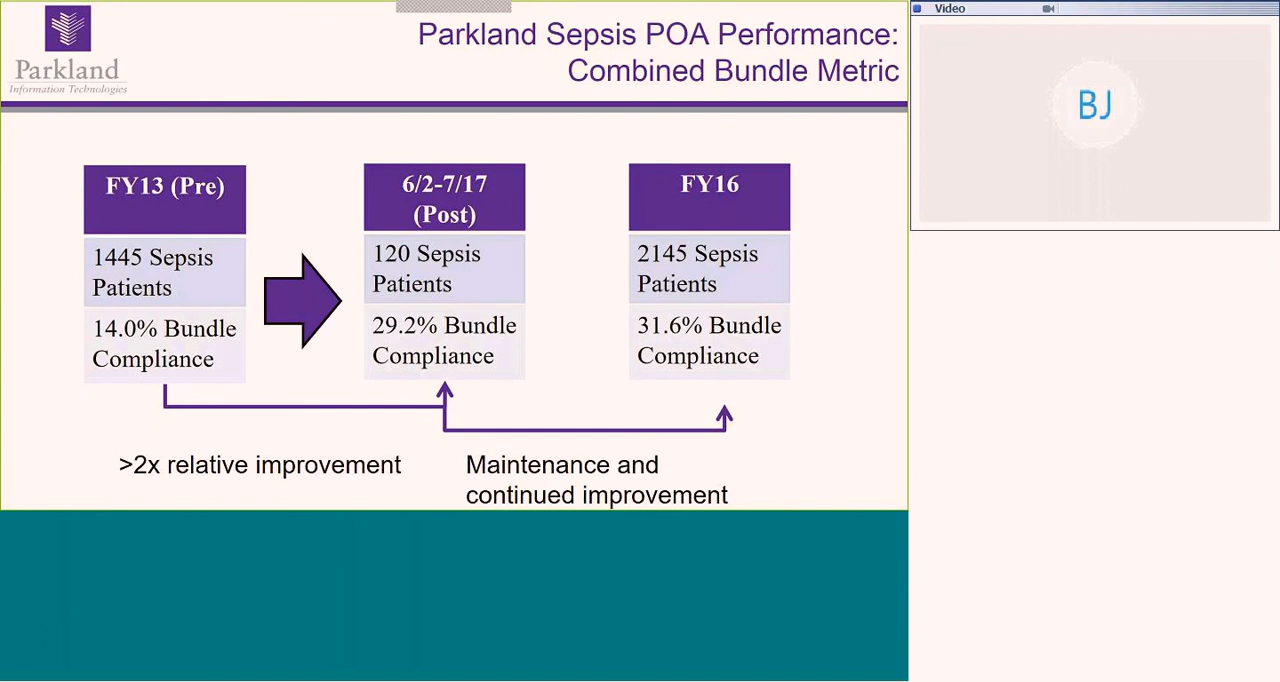 Parkland
Information Technologies
Parkland Sepsis POA Performance:
Combined Bundle Metric
FY13 (Pre)
1445 Sepsis
Patients
14.0% Bundle
Compliance
6/2-7/17
(Post)
120 Sepsis
Patients
29.2% Bundle
Compliance
FY16
2145 Sepsis
Patients
31.6% Bundle
Compliance
>2x relative improvement
Maintenance and
continued improvement
Video
BJ